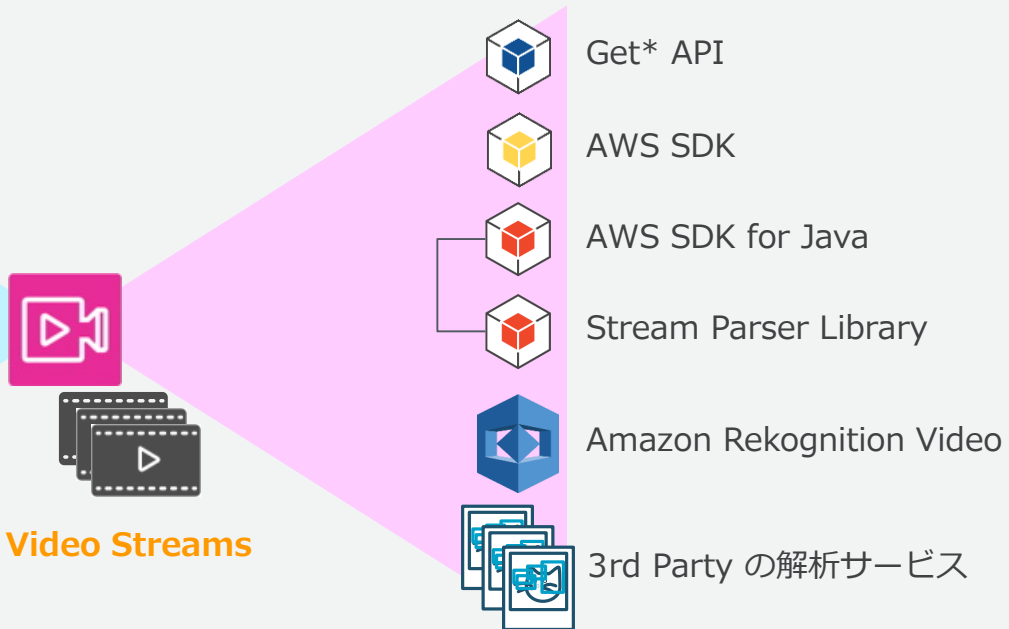 Get* API
AWS SDK
AWS SDK for Java
Stream Parser Library
Amazon Rekognition Video
Video Streams
3rd Party の解析サービス